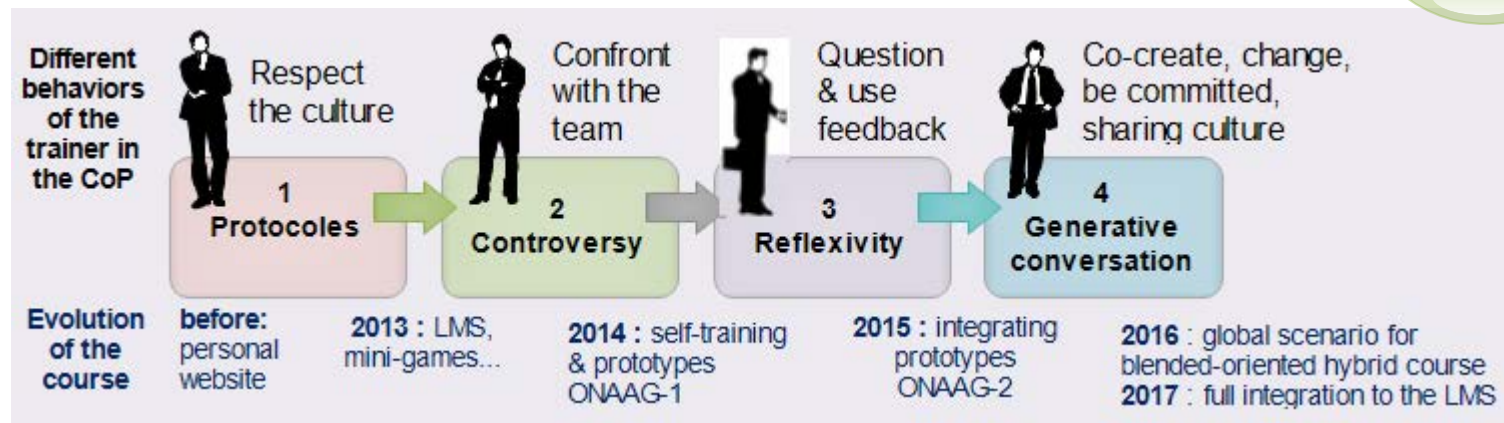 Different
behaviors
of the
trainer in
the CoP
Respect
the culture
Confront
with the
team
Question
& use
feedback
Co-create, change,
be committed,
sharing culture
1
Protocoles
2
Controversy
3
Reflexivity
4
Generative
conversation
Evolution
of the
course
before:
personal
website
2013 : LMS,
mini-games...
2014 : self-training
& prototypes
ONAAG-1
2015 : integrating
prototypes
ONAAG-2
2016 : global scenario for
blended-oriented hybrid course
2017 : full integration to the LMS